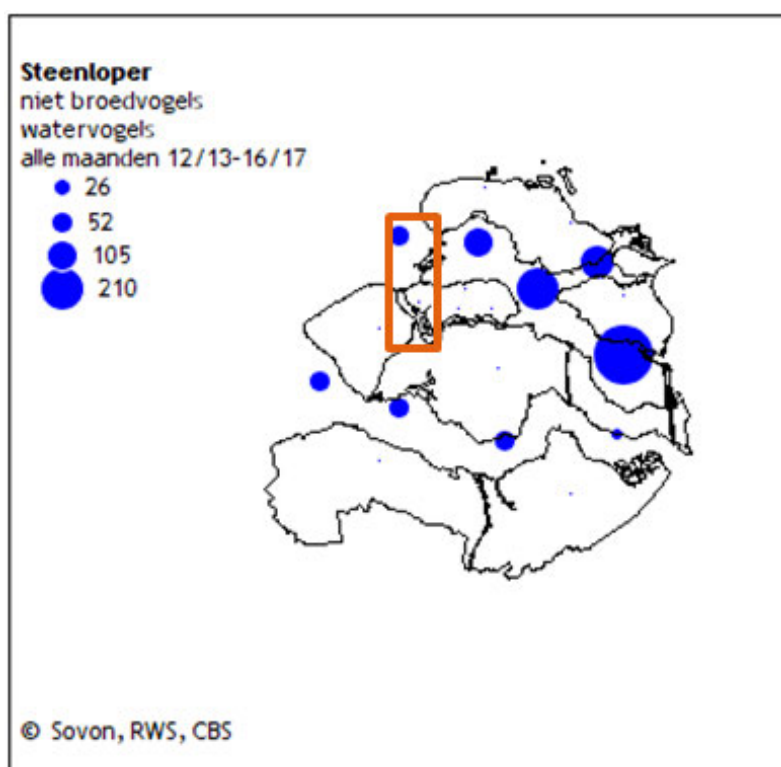 Steenloper
niet broedvogels
watervogels
alle maanden 12/13-16/17
26
52
105
210
© Sovon, RWS, CBS